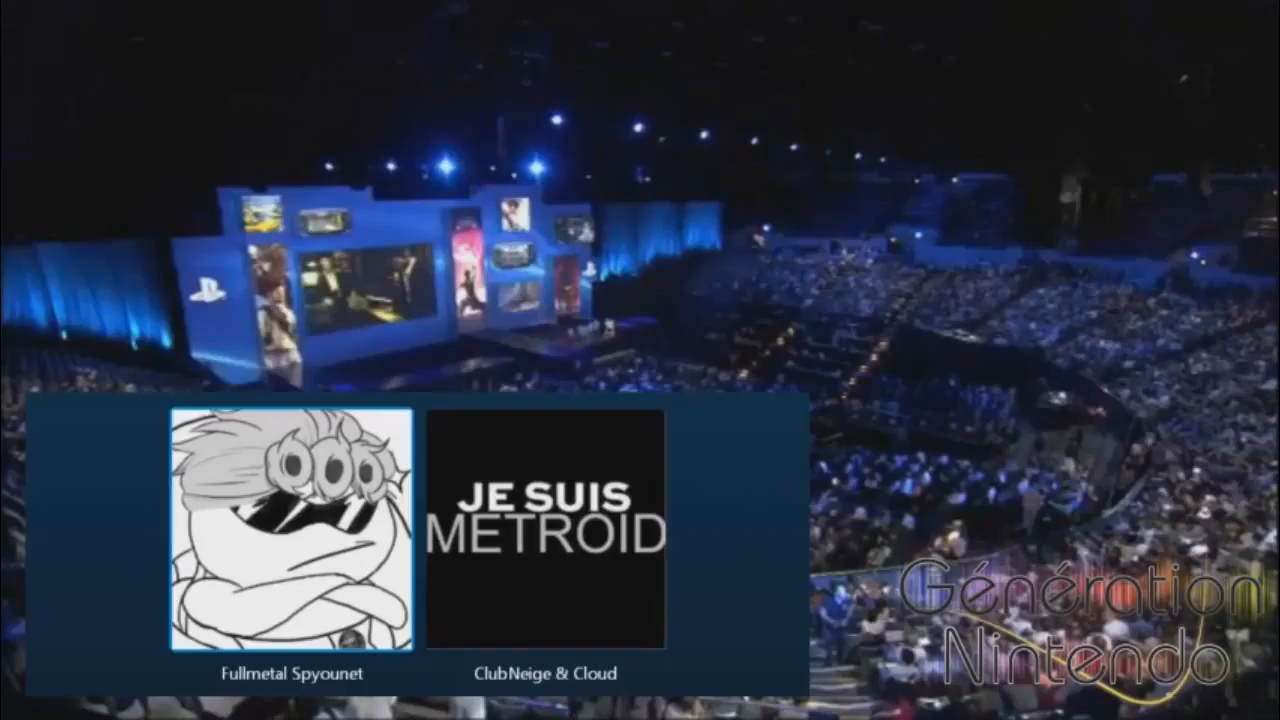 JE SUIS
METROID
Fullmetal Spyounet
ClubNeige & Cloud
Génération
Nintendo